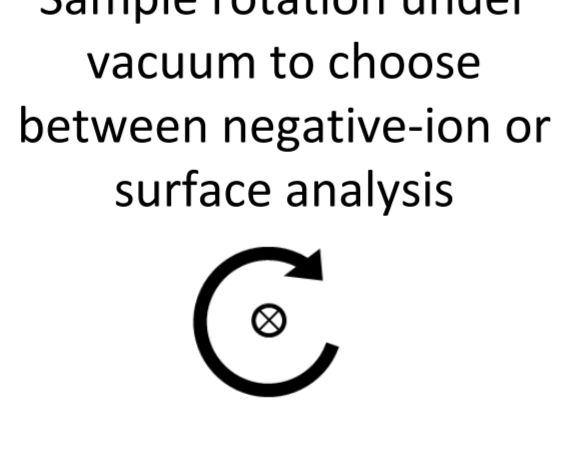 Sample rotation under
vacuum to choose
between negative-ion or
surface analysis